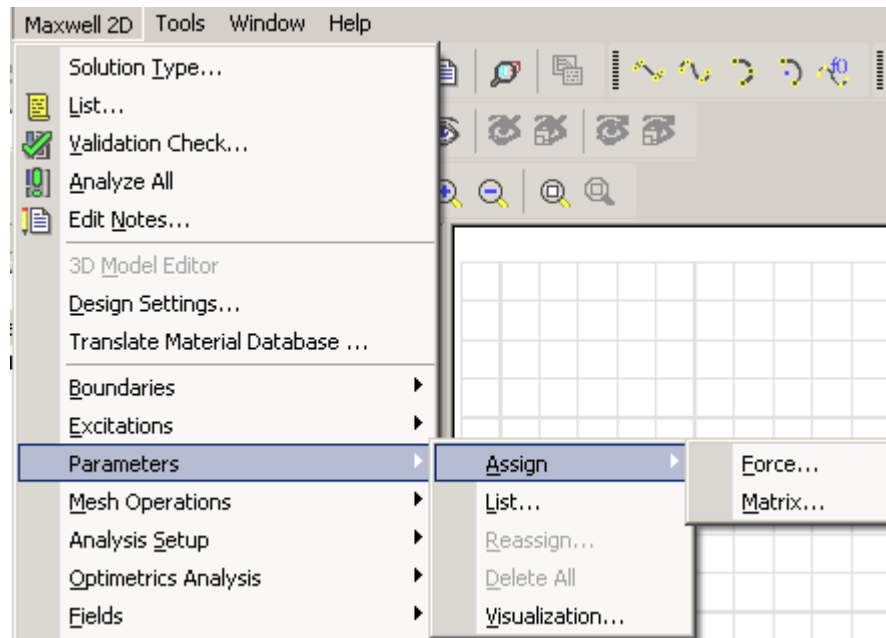 Maxwell 2D Tools Window Help
Solution Type...
List...
Validation Check...
Analyze All
Edit Notes...
3D Model Editor
Design Settings...
Translate Material Database ...
Boundaries
Excitations
Parameters Assign Force...
Mesh Operations List... Matrix...
Analysis Setup Reassign...
Optimetrics Analysis Delete All
Fields Visualization...